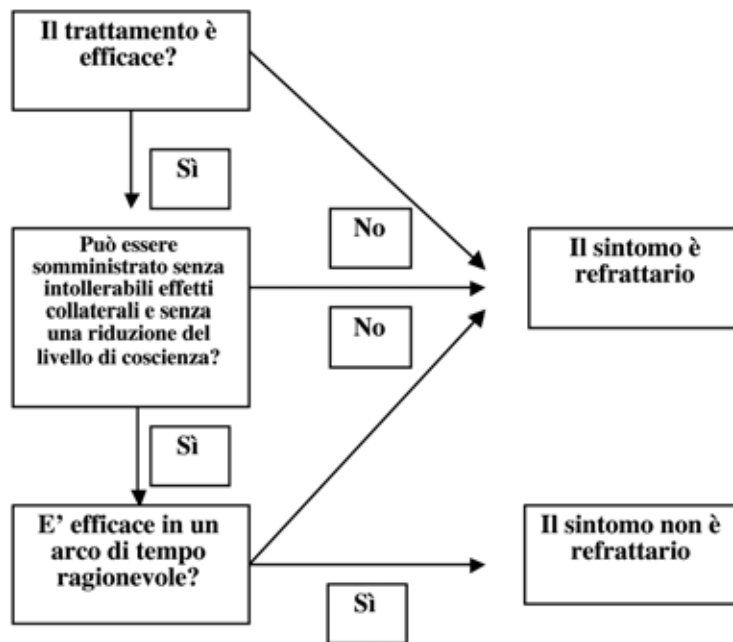 Il trattamento è
efficace?
Sì
No
Può essere
somministrato senza
intollerabili effetti
collaterali e senza
una riduzione del
livello di coscienza?
Il sintomo è
refrattario
No
Sì
E’ efficace in un
arco di tempo
ragionevole?
Il sintomo non è
refrattario
Sì